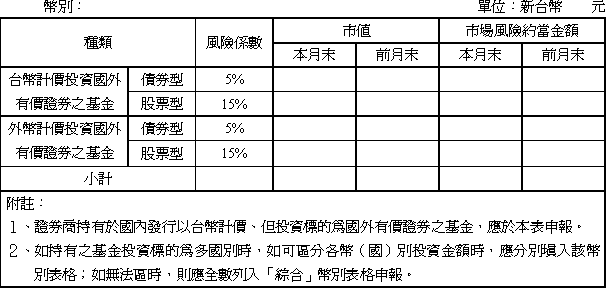 幣別： 單位：新台幣 元
種類 風險係數 市值 市場風險約當金額
本月末 前月末 本月末 前月末
台幣計價投資國外有價證券之基金 債券型 5%
股票型 15%
外幣計價投資國外有價證券之基金 債券型 5%
股票型 15%
小計
附註：
１、證券商持有於國內發行以台幣計價、但投資標的為國外有價證券之基金，應於本表申報。
２、如持有之基金投資標的為多國別時，如可區分各幣（國）別投資金額時，應分別填入該幣
別表格；如無法區時，則應全數列入「綜合」幣別表格申報。